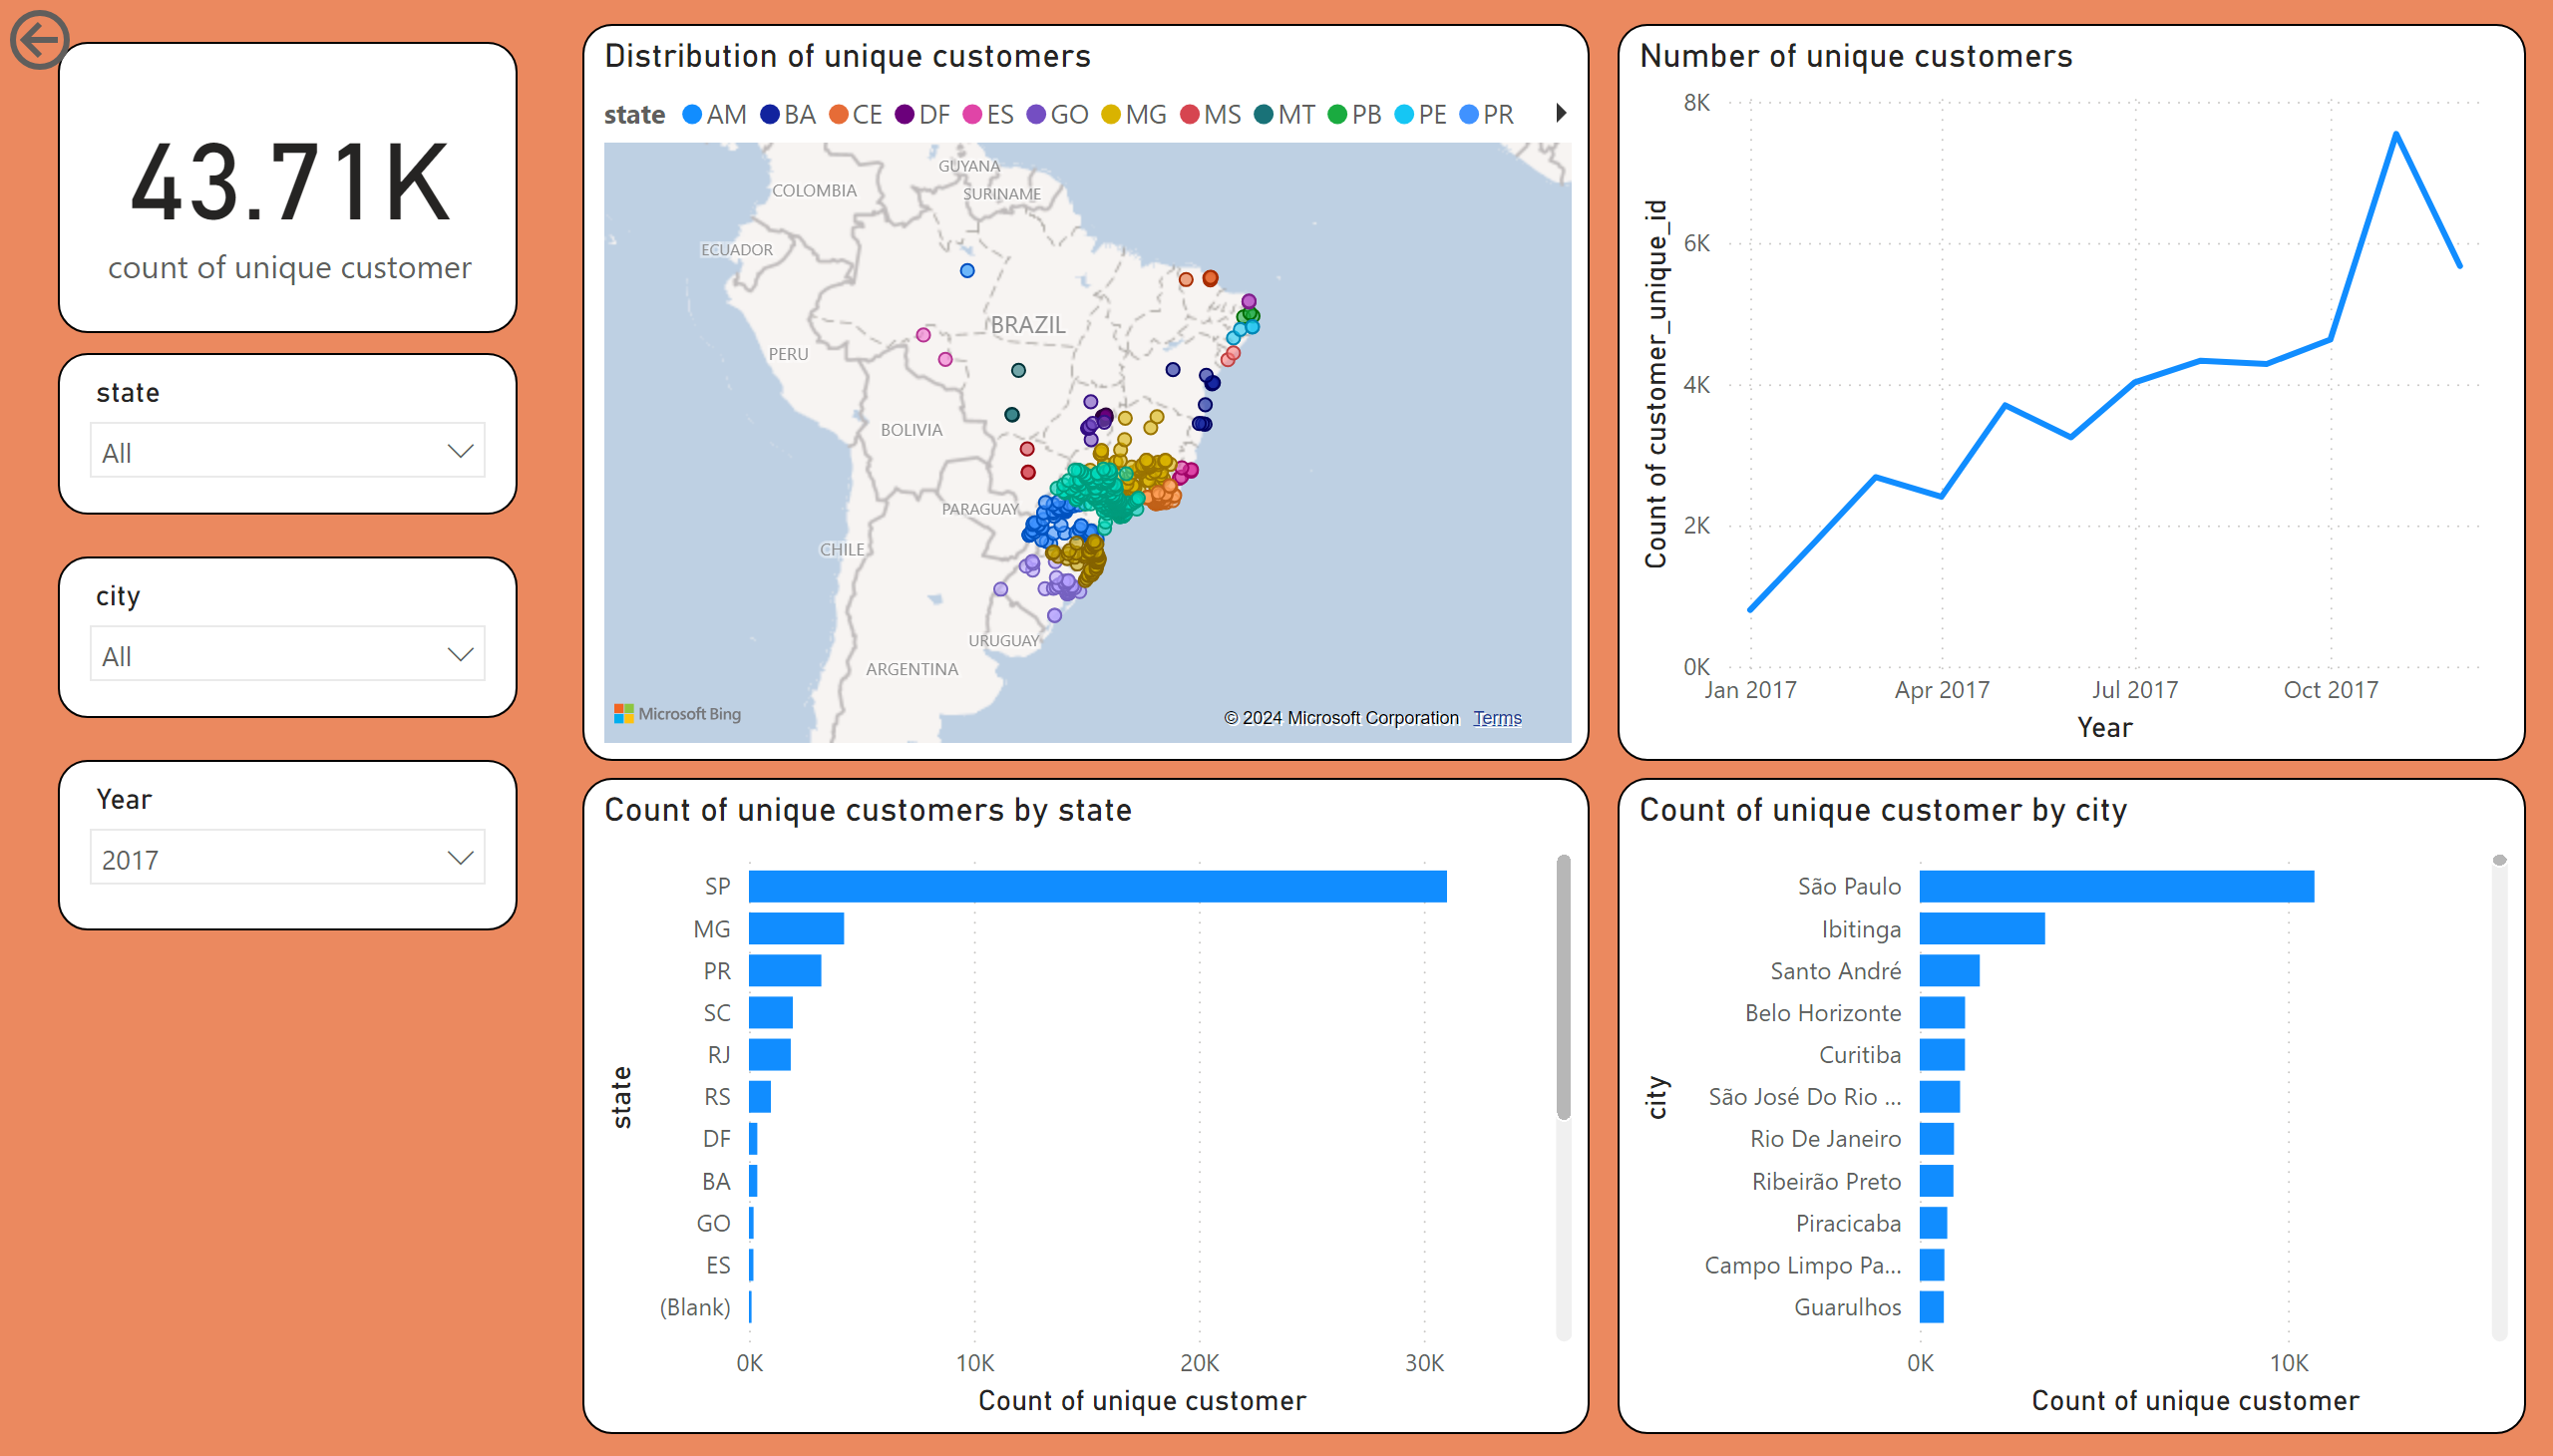 43.71K
count of unique customer
state
All
city
All
Year
2017
Distribution of unique customers
state AM BA CE DF ES GO MG MS MT PB PE PR
GUYANA
COLOMBIA
SURINAME
ECUADOR
BRAZIL
PERU
BOLIVIA
PARAGUAY
CHILE
URUGUAY
ARGENTINA
Microsoft Bing
© 2024 Microsoft Corporation Terms
Number of unique customers
Count of customer_unique_id
8K
6K
4K
2K
0K
Jan 2017 Apr 2017 Jul 2017 Oct 2017
Year
Count of unique customers by state
state
SP
MG
PR
SC
RJ
RS
DF
BA
GO
ES
(Blank)
0K 10K 20K 30K
Count of unique customer
Count of unique customer by city
city
São Paulo
Ibitinga
Santo André
Belo Horizonte
Curitiba
São José Do Rio ...
Rio De Janeiro
Ribeirão Preto
Piracicaba
Campo Limpo Pa...
Guarulhos
0K 10K
Count of unique customer